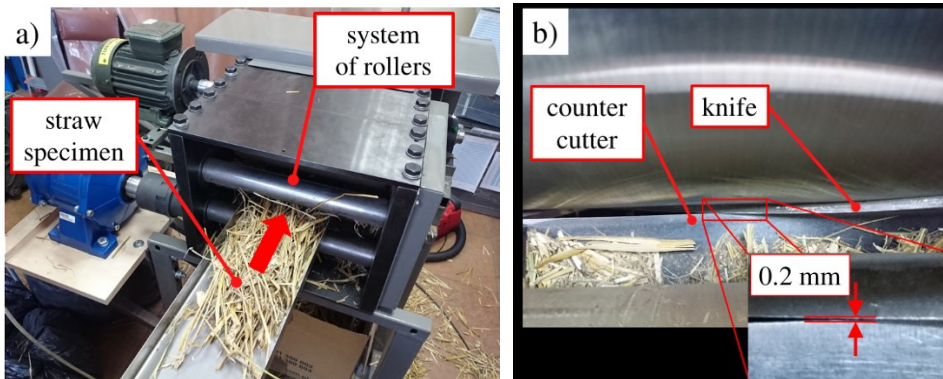 a)
system
of rollers
straw
specimen
b)
counter
cutter
knife
0.2 mm